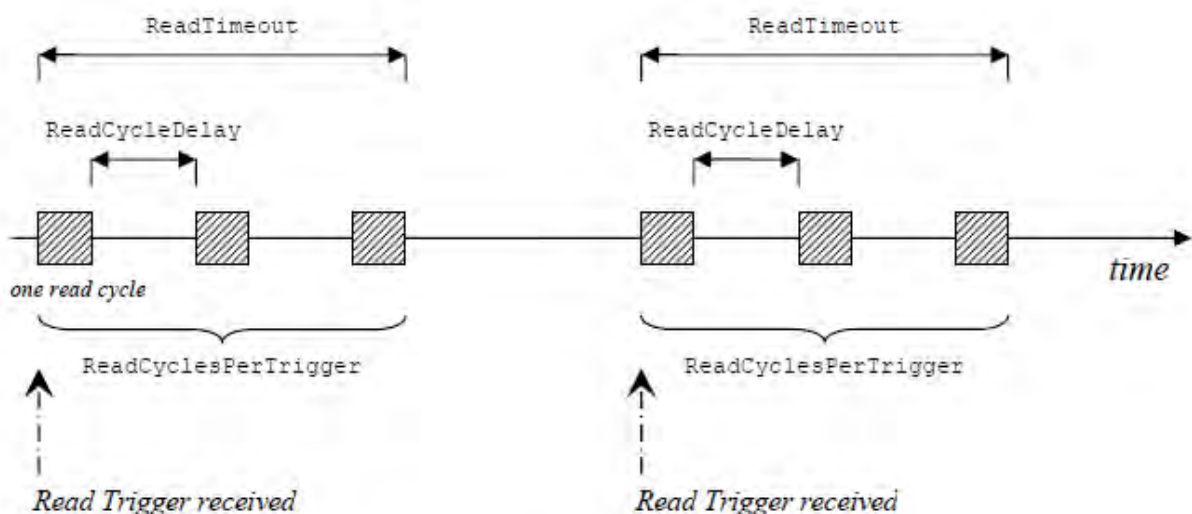 ReadTimeout ReadTimeout
ReadCycleDelay ReadCycleDelay
time
one read cycle
ReadCyclesPerTrigger ReadCyclesPerTrigger
Read Trigger received Read Trigger received